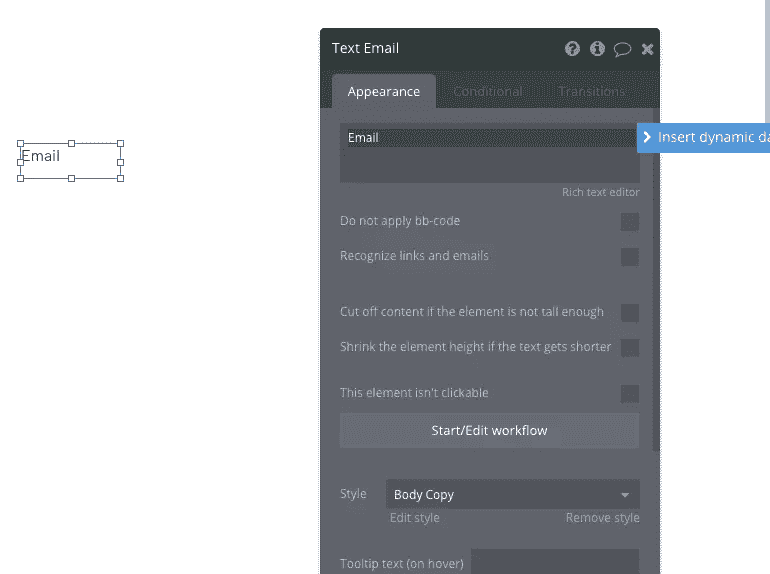 Text Email
Appearance
Conditional
Transitions
Email
Email
Insert dynamic da
Rich text editor
Do not apply bb-code
Recognize links and emails
Cut off content if the element is not tall enough
Shrink the element height if the text gets shorter
This element isn't clickable
Start/Edit workflow
Style
Body Copy
Edit style
Remove style
Tooltip text (on hover)